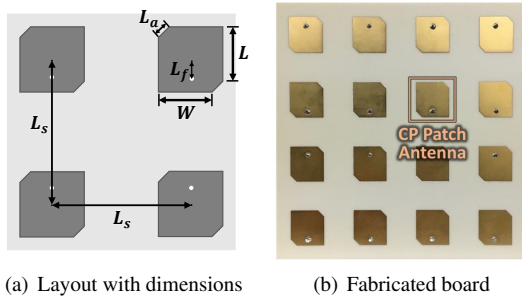 L_a
L
L_f
W
L_s
L_s
CP Patch
Antenna
(a) Layout with dimensions
(b) Fabricated board